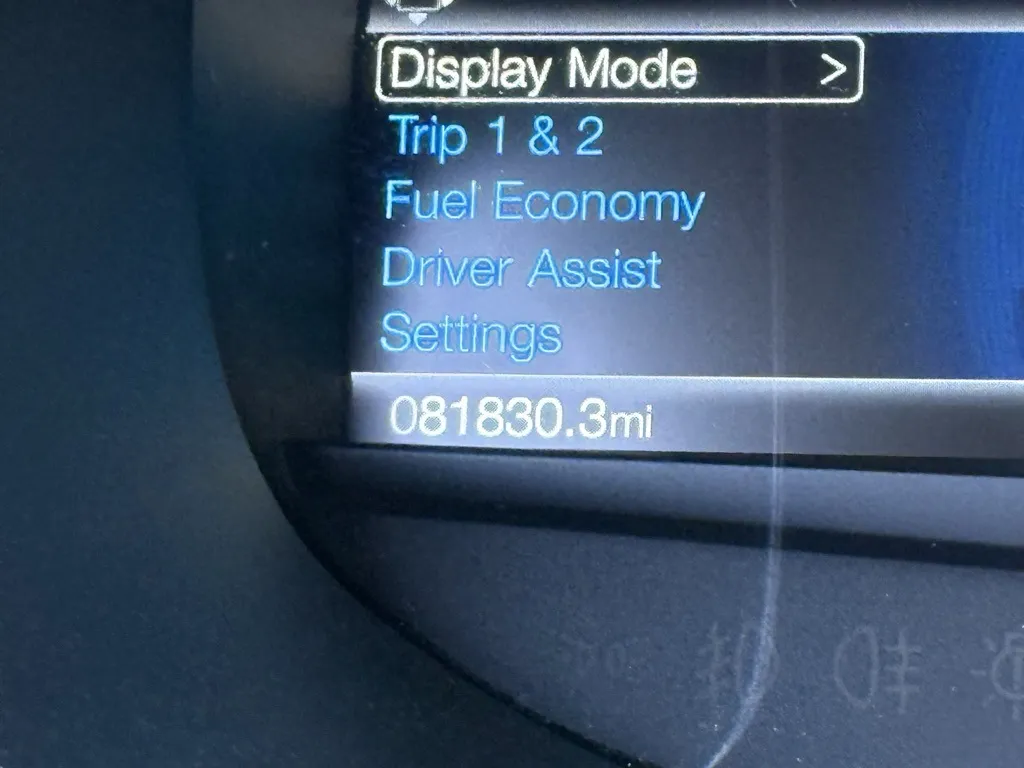 Display Mode >
Trip 1 & 2
Fuel Economy
Driver Assist
Settings
081830.3mi